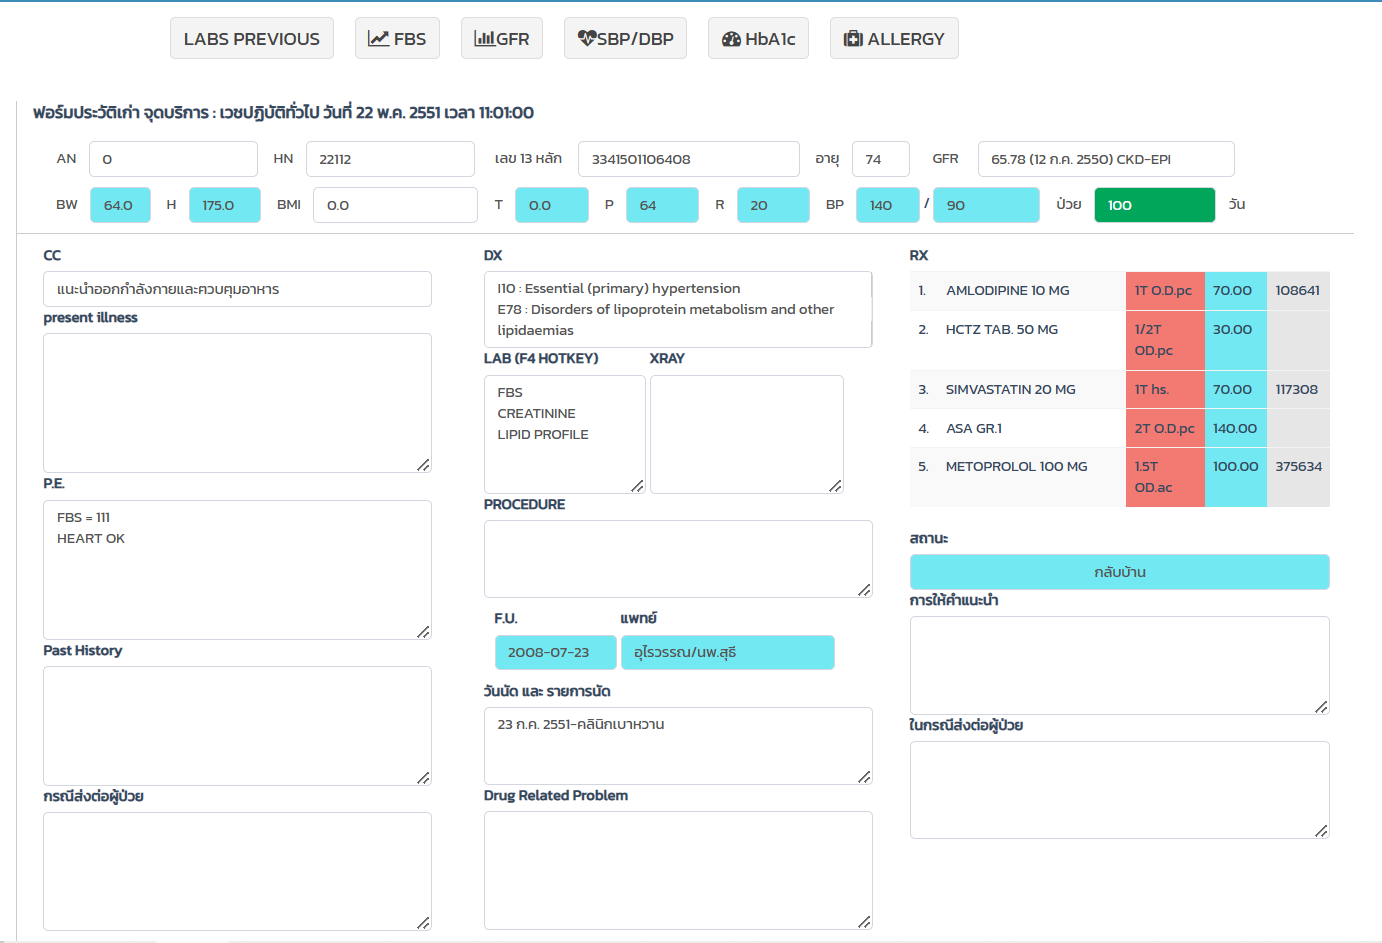 LABS PREVIOUS FBS GFR SBP/DBP HbA1c ALLERGY
ฟอร์มประวัติเก่า จุดบริการ : เวชปฏิบัติทั่วไป วันที่ 22 พ.ค. 2551 เวลา 11:01:00
AN 0 HN 22112 เลข 13 หลัก 3341501106408 อายุ 74 GFR 65.78 (12 ก.ค. 2550) CKD-EPI
BW 64.0 H 175.0 BMI 0.0 T 0.0 P 64 R 20 BP 140 / 90 ป่วย 100 วัน
CC
แนะนำออกกำลังกายและควบคุมอาหาร
present illness
P.E.
FBS = 111
HEART OK
Past History
กรณีส่งต่อผู้ป่วย
DX
I10 : Essential (primary) hypertension
E78 : Disorders of lipoprotein metabolism and other
lipidaemias
LAB (F4 HOTKEY) XRAY
FBS
CREATININE
LIPID PROFILE
PROCEDURE
F.U. แพทย์
2008-07-23 อุไรวรรณ/นพ.สุธี
วันนัด และ รายการนัด
23 ก.ค. 2551-คลินิกเบาหวาน
Drug Related Problem
RX
1. AMLODIPINE 10 MG 1T O.D.pc 70.00 108641
2. HCTZ TAB. 50 MG 1/2T 30.00
OD.pc
3. SIMVASTATIN 20 MG 1T hs. 70.00 117308
4. ASA GR.1 2T O.D.pc 140.00
5. METOPROLOL 100 MG 1.5T 100.00 375634
OD.ac
สถานะ
กลับบ้าน
การให้คำแนะนำ
ในกรณีส่งต่อผู้ป่วย